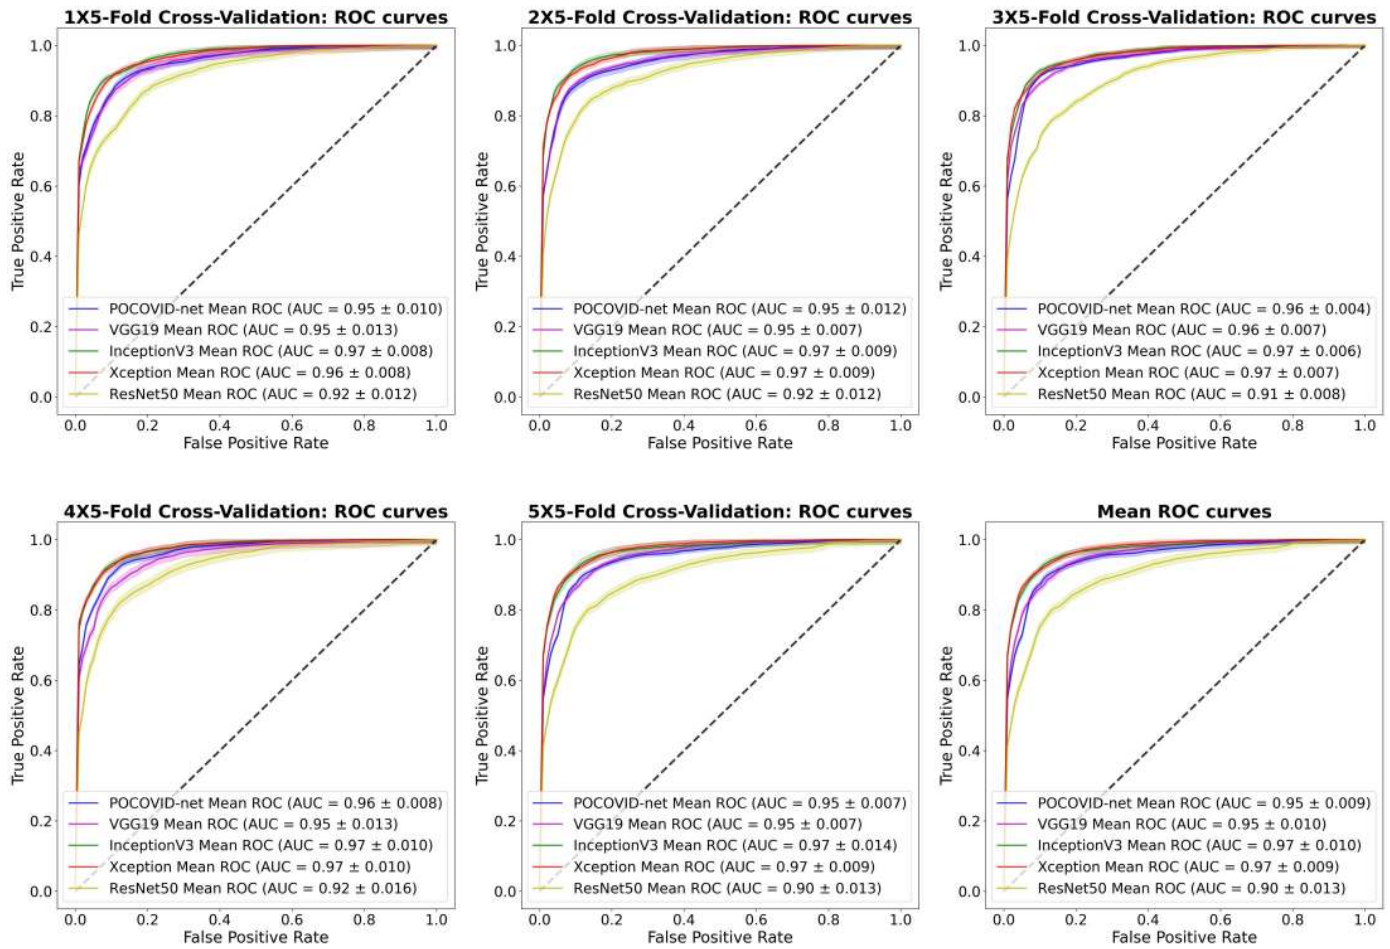 1X5-Fold Cross-Validation: ROC curves
1.0
0.8
0.6
0.4
0.2
0.0
True Positive Rate
POCOVID-net Mean ROC (AUC = 0.95 ± 0.010)
VGG19 Mean ROC (AUC = 0.95 ± 0.013)
InceptionV3 Mean ROC (AUC = 0.97 ± 0.008)
Xception Mean ROC (AUC = 0.96 ± 0.008)
ResNet50 Mean ROC (AUC = 0.92 ± 0.012)
0.0 0.2 0.4 0.6 0.8 1.0
False Positive Rate
2X5-Fold Cross-Validation: ROC curves
1.0
0.8
0.6
0.4
0.2
0.0
True Positive Rate
POCOVID-net Mean ROC (AUC = 0.95 ± 0.012)
VGG19 Mean ROC (AUC = 0.95 ± 0.007)
InceptionV3 Mean ROC (AUC = 0.97 ± 0.009)
Xception Mean ROC (AUC = 0.97 ± 0.009)
ResNet50 Mean ROC (AUC = 0.92 ± 0.012)
0.0 0.2 0.4 0.6 0.8 1.0
False Positive Rate
3X5-Fold Cross-Validation: ROC curves
1.0
0.8
0.6
0.4
0.2
0.0
True Positive Rate
POCOVID-net Mean ROC (AUC = 0.96 ± 0.004)
VGG19 Mean ROC (AUC = 0.96 ± 0.007)
InceptionV3 Mean ROC (AUC = 0.97 ± 0.006)
Xception Mean ROC (AUC = 0.97 ± 0.007)
ResNet50 Mean ROC (AUC = 0.91 ± 0.008)
0.0 0.2 0.4 0.6 0.8 1.0
False Positive Rate
4X5-Fold Cross-Validation: ROC curves
1.0
0.8
0.6
0.4
0.2
0.0
True Positive Rate
POCOVID-net Mean ROC (AUC = 0.96 ± 0.008)
VGG19 Mean ROC (AUC = 0.95 ± 0.013)
InceptionV3 Mean ROC (AUC = 0.97 ± 0.010)
Xception Mean ROC (AUC = 0.97 ± 0.010)
ResNet50 Mean ROC (AUC = 0.92 ± 0.016)
0.0 0.2 0.4 0.6 0.8 1.0
False Positive Rate
5X5-Fold Cross-Validation: ROC curves
1.0
0.8
0.6
0.4
0.2
0.0
True Positive Rate
POCOVID-net Mean ROC (AUC = 0.95 ± 0.007)
VGG19 Mean ROC (AUC = 0.95 ± 0.007)
InceptionV3 Mean ROC (AUC = 0.97 ± 0.014)
Xception Mean ROC (AUC = 0.97 ± 0.009)
ResNet50 Mean ROC (AUC = 0.90 ± 0.013)
0.0 0.2 0.4 0.6 0.8 1.0
False Positive Rate
Mean ROC curves
1.0
0.8
0.6
0.4
0.2
0.0
True Positive Rate
POCOVID-net Mean ROC (AUC = 0.95 ± 0.009)
VGG19 Mean ROC (AUC = 0.95 ± 0.010)
InceptionV3 Mean ROC (AUC = 0.97 ± 0.010)
Xception Mean ROC (AUC = 0.97 ± 0.009)
ResNet50 Mean ROC (AUC = 0.90 ± 0.013)
0.0 0.2 0.4 0.6 0.8 1.0
False Positive Rate